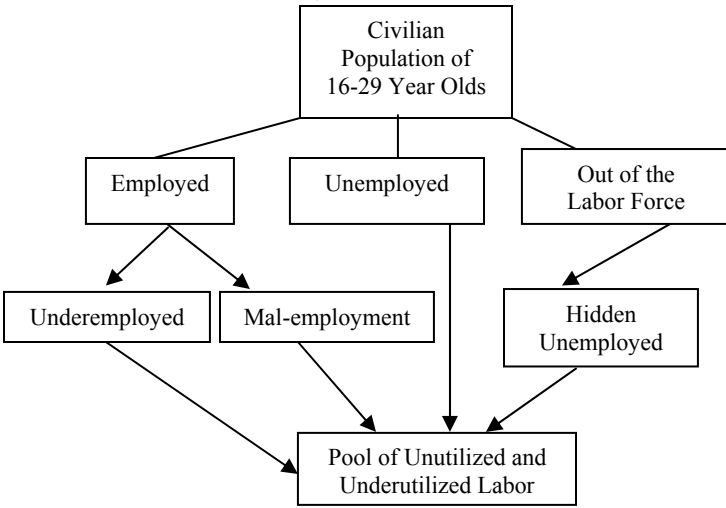 Civilian
Population of
16-29 Year Olds
Employed
Unemployed
Out of the
Labor Force
Underemployed
Mal-employment
Hidden
Unemployed
Pool of Unutilized and
Underutilized Labor